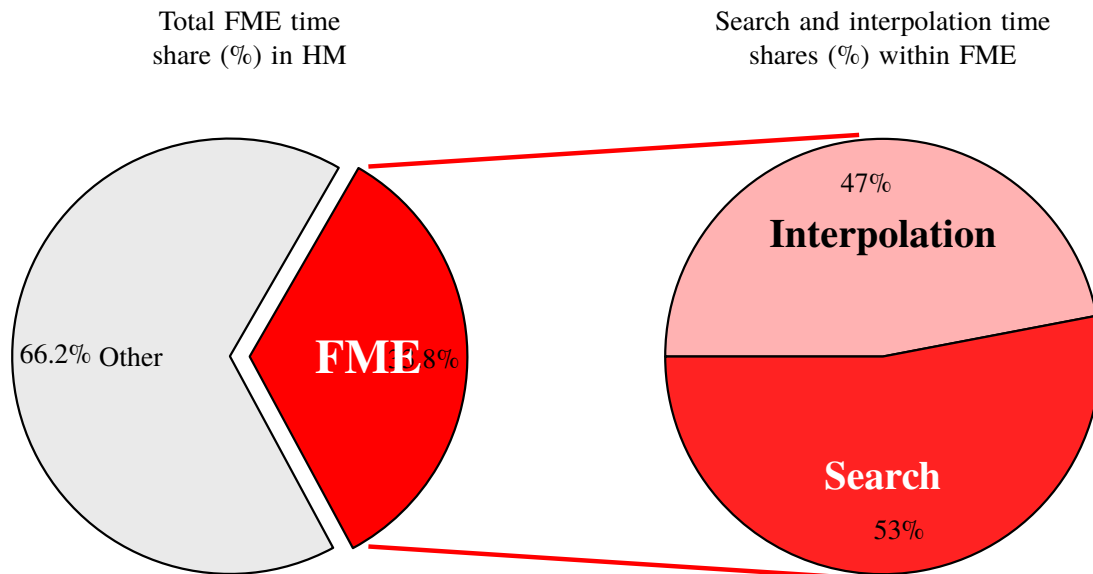 Total FME time
share (%) in HM
Search and interpolation time
shares (%) within FME
47%
Interpolation
66.2% Other
FME
Search
53%